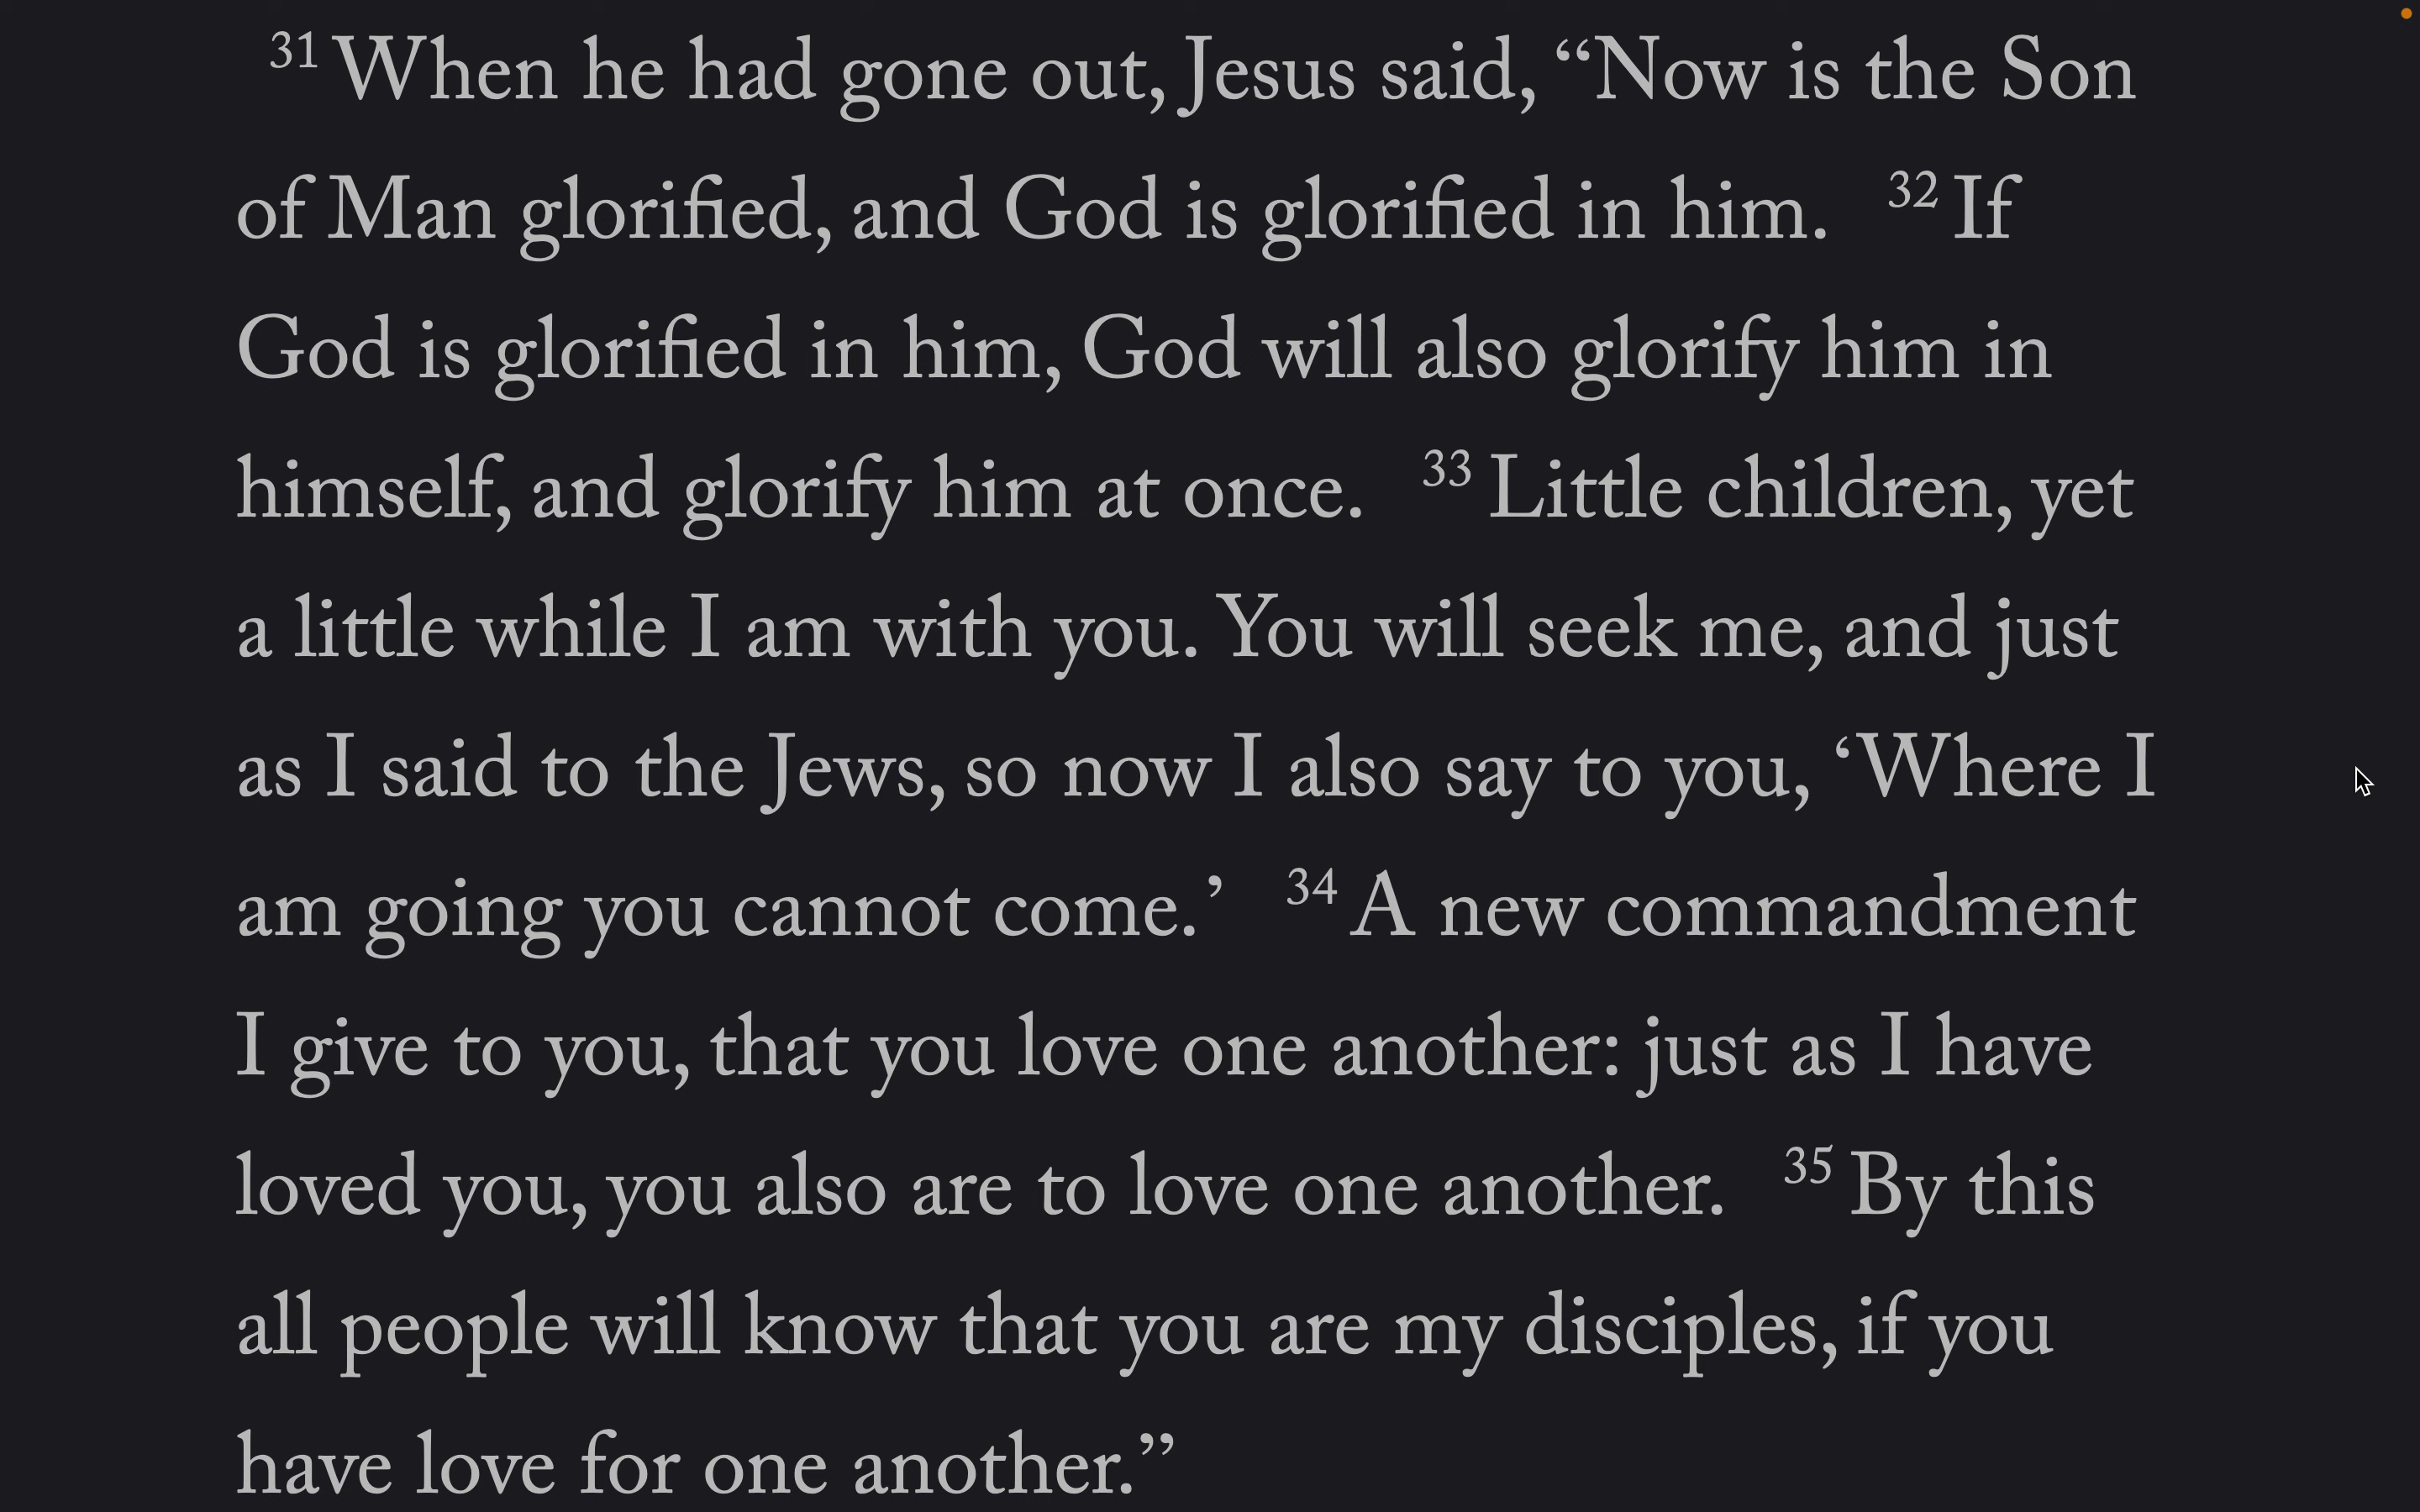 31 When he had gone out, Jesus said, “Now is the Son
of Man glorified, and God is glorified in him. 32 If
God is glorified in him, God will also glorify him in
himself, and glorify him at once. 33 Little children, yet
a little while I am with you. You will seek me, and just
as I said to the Jews, so now I also say to you, ‘Where I
am going you cannot come.’ 34 A new commandment
I give to you, that you love one another: just as I have
loved you, you also are to love one another. 35 By this
all people will know that you are my disciples, if you
have love for one another.”